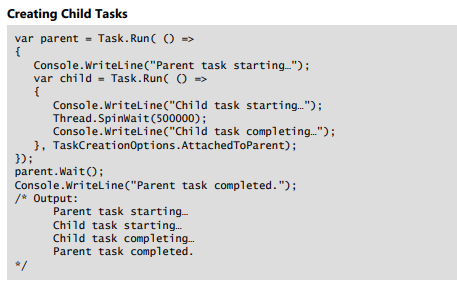 Creating Child Tasks
var parent = Task.Run( () =>
{
   Console.WriteLine("Parent task starting…");
   var child = Task.Run( () =>
   {
      Console.WriteLine("Child task starting…");
      Thread.SpinWait(500000);
      Console.WriteLine("Child task completing…");
   }, TaskCreationOptions.AttachedToParent);
});
parent.Wait();
Console.WriteLine("Parent task completed.");
/* Output:
      Parent task starting…
      Child task starting…
      Child task completing…
      Parent task completed.
*/